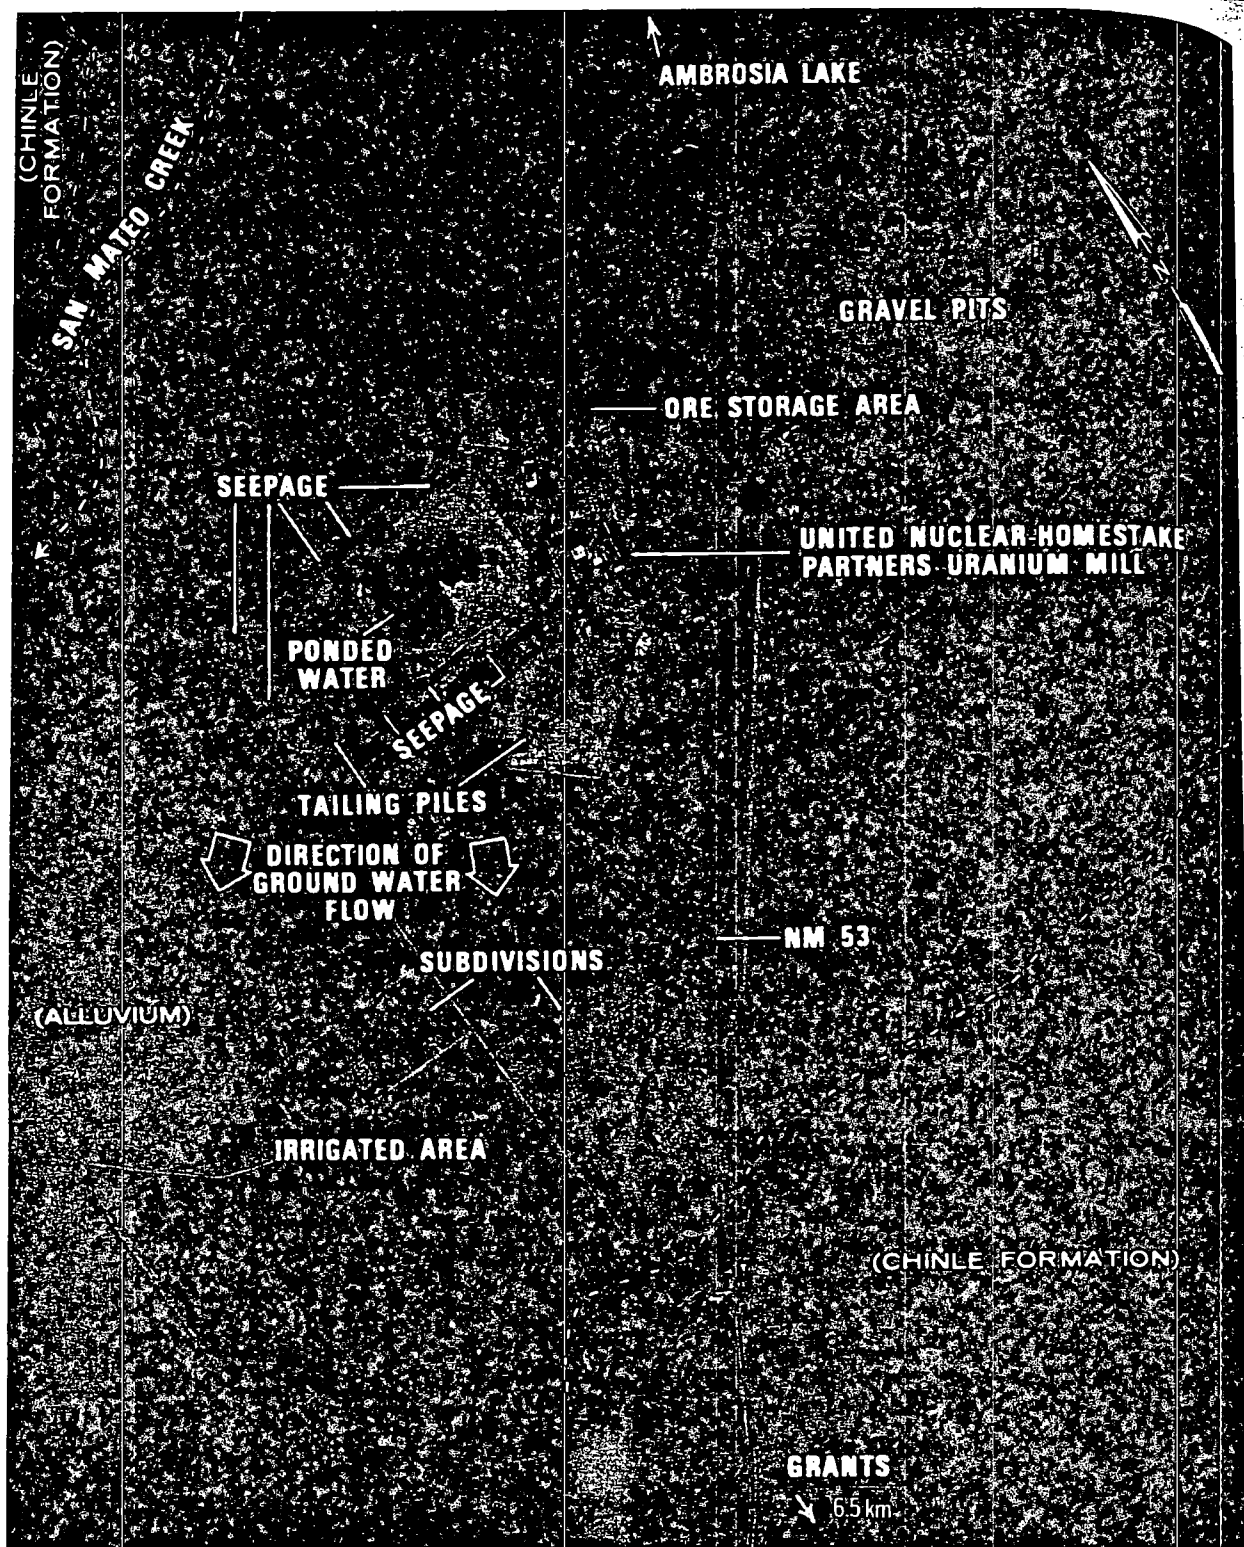 AMBROSIA LAKE
(CHINLE
FORMATION)
SAN MATEO CREEK
N
GRAVEL PITS
ORE STORAGE AREA
SEEPAGE
UNITED NUCLEAR-HOMESTAKE
PARTNERS URANIUM MILL
PONDED
WATER
SEEPAGE
TAILING PILES
DIRECTION OF
GROUND WATER
FLOW
NM 53
SUBDIVISIONS
(ALLUVIUM)
IRRIGATED AREA
(CHINLE FORMATION)
GRANTS
6.5 km